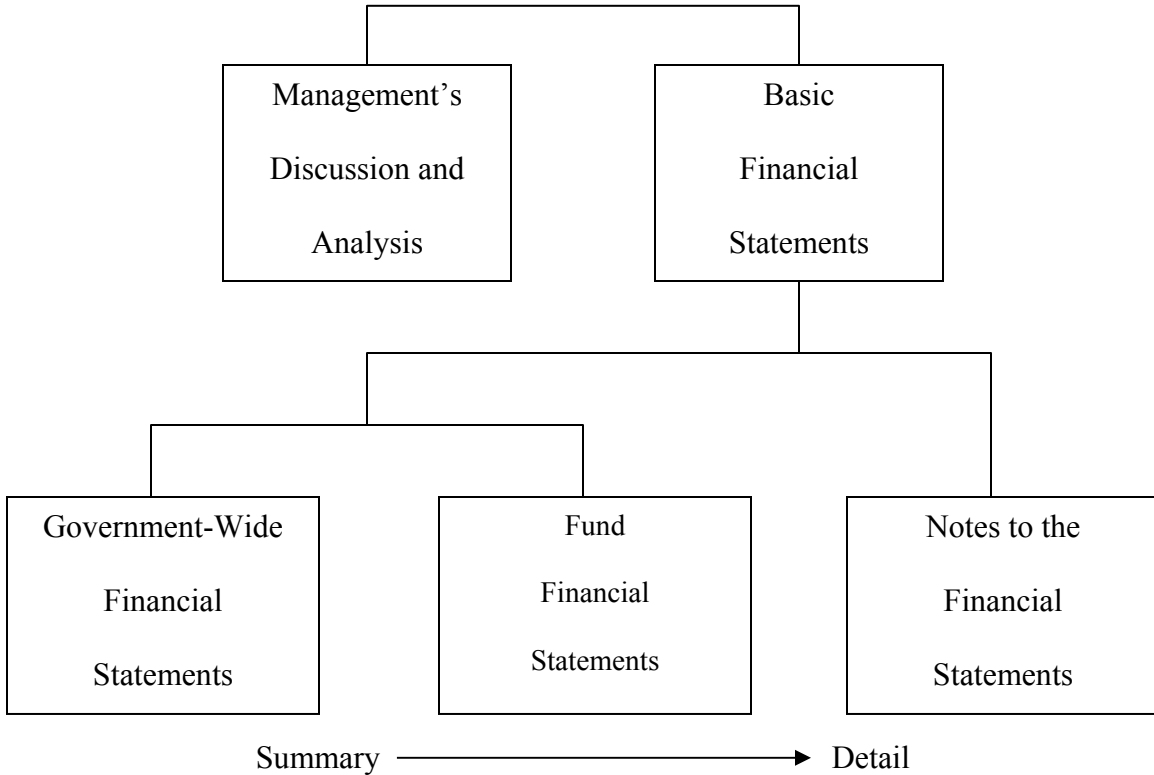 Management’s
Discussion and
Analysis
Basic
Financial
Statements
Government-Wide
Financial
Statements
Fund
Financial
Statements
Notes to the
Financial
Statements
Summary
Detail